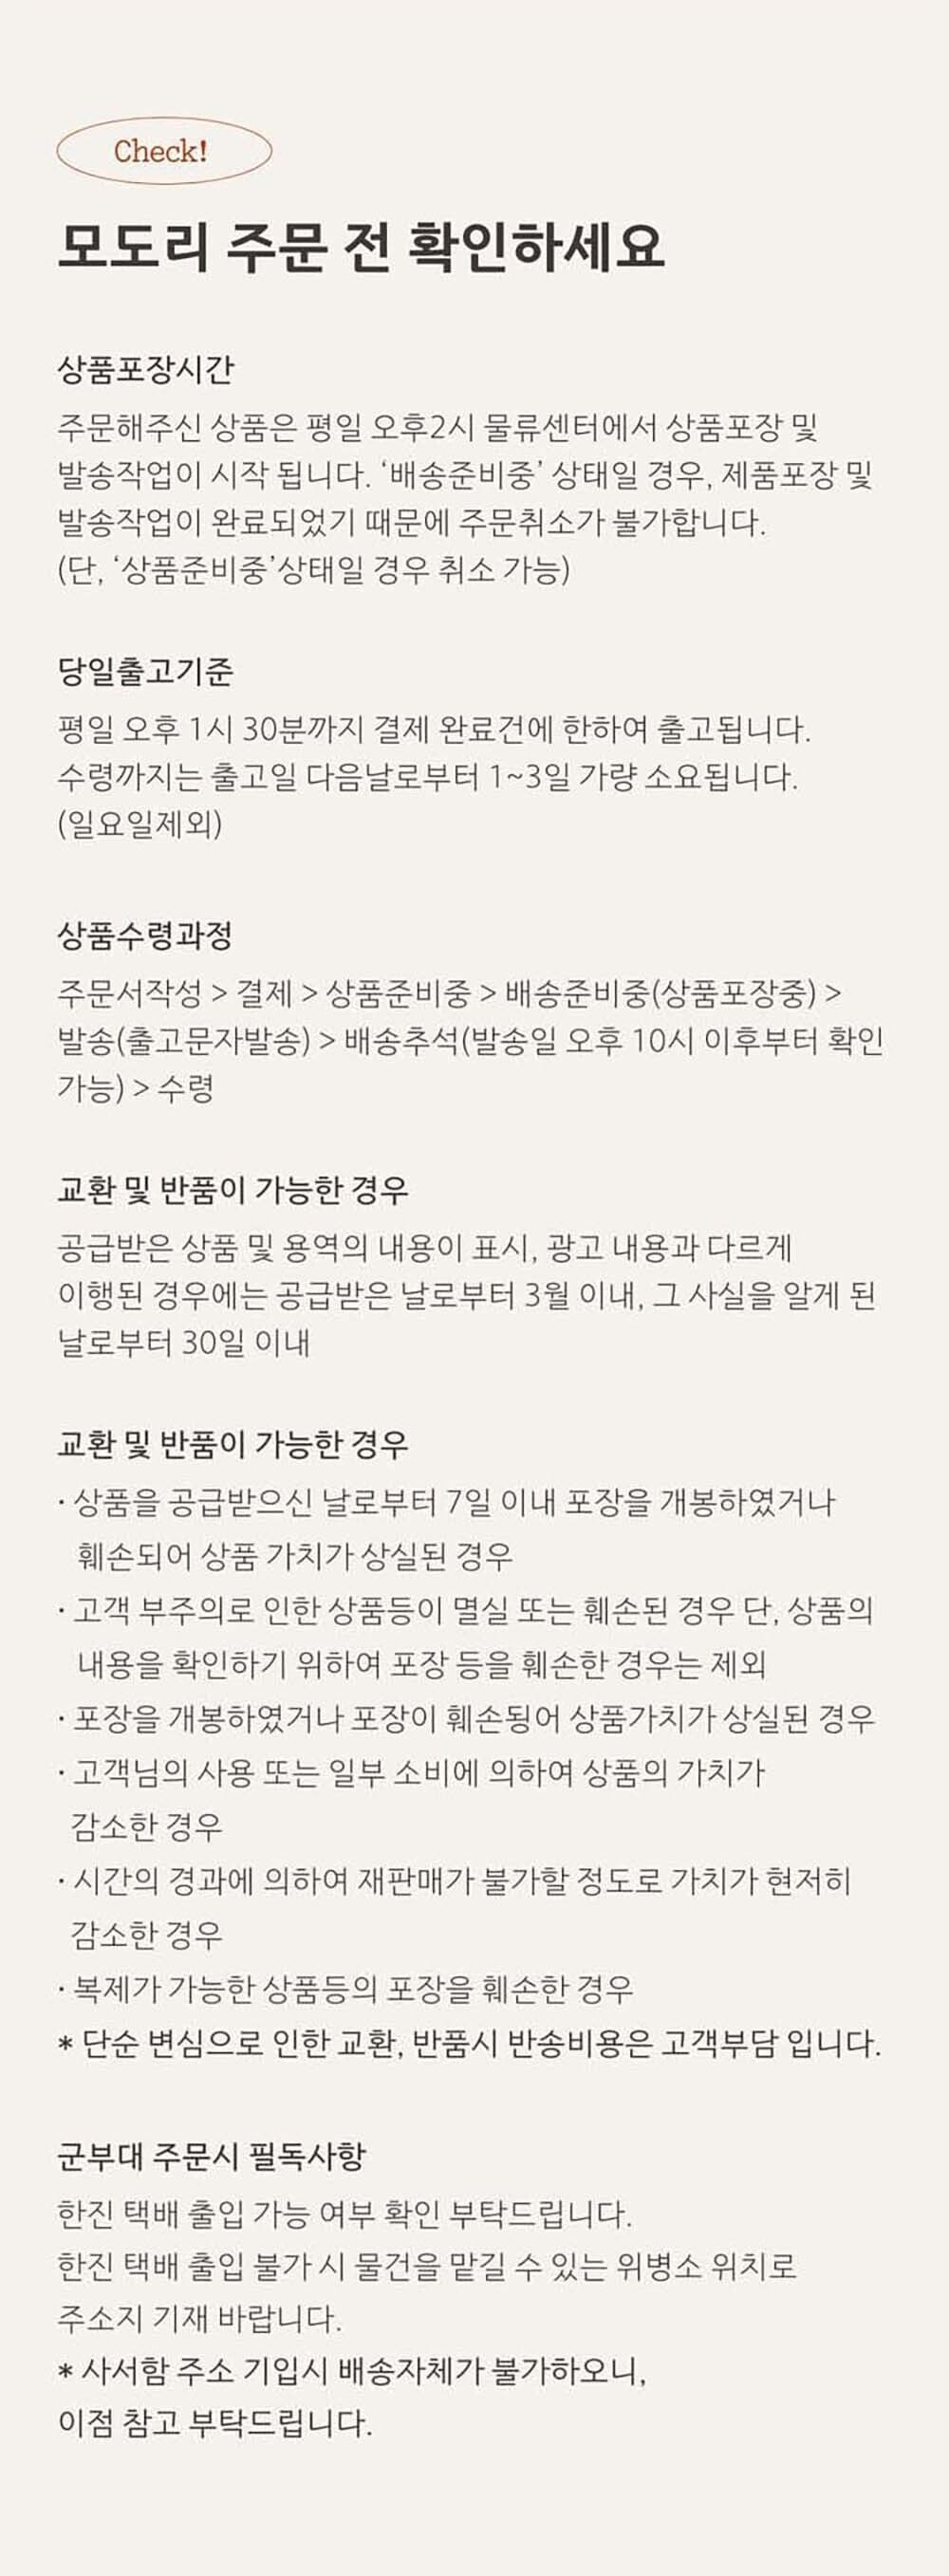 Check!
모도리 주문 전 확인하세요
상품포장시간
주문해주신 상품은 평일 오후2시 물류센터에서 상품포장 및
발송작업이 시작 됩니다. ‘배송준비중’ 상태일 경우, 제품포장 및
발송작업이 완료되었기 때문에 주문취소가 불가합니다.
(단, ‘상품준비중’상태일 경우 취소 가능)
당일출고기준
평일 오후 1시 30분까지 결제 완료건에 한하여 출고됩니다.
수령까지는 출고일 다음날로부터 1~3일 가량 소요됩니다.
(일요일제외)
상품수령과정
주문서작성 > 결제 > 상품준비중 > 배송준비중(상품포장중) >
발송(출고문자발송) > 배송추석(발송일 오후 10시 이후부터 확인
가능) > 수령
교환 및 반품이 가능한 경우
공급받은 상품 및 용역의 내용이 표시, 광고 내용과 다르게
이행된 경우에는 공급받은 날로부터 3월 이내, 그 사실을 알게 된
날로부터 30일 이내
교환 및 반품이 가능한 경우
· 상품을 공급받으신 날로부터 7일 이내 포장을 개봉하였거나
훼손되어 상품 가치가 상실된 경우
· 고객 부주의로 인한 상품등이 멸실 또는 훼손된 경우 단, 상품의
내용을 확인하기 위하여 포장 등을 훼손한 경우는 제외
· 포장을 개봉하였거나 포장이 훼손됭어 상품가치가 상실된 경우
· 고객님의 사용 또는 일부 소비에 의하여 상품의 가치가
감소한 경우
· 시간의 경과에 의하여 재판매가 불가할 정도로 가치가 현저히
감소한 경우
· 복제가 가능한 상품등의 포장을 훼손한 경우
* 단순 변심으로 인한 교환, 반품시 반송비용은 고객부담 입니다.
군부대 주문시 필독사항
한진 택배 출입 가능 여부 확인 부탁드립니다.
한진 택배 출입 불가 시 물건을 맡길 수 있는 위병소 위치로
주소지 기재 바랍니다.
* 사서함 주소 기입시 배송자체가 불가하오니,
이점 참고 부탁드립니다.